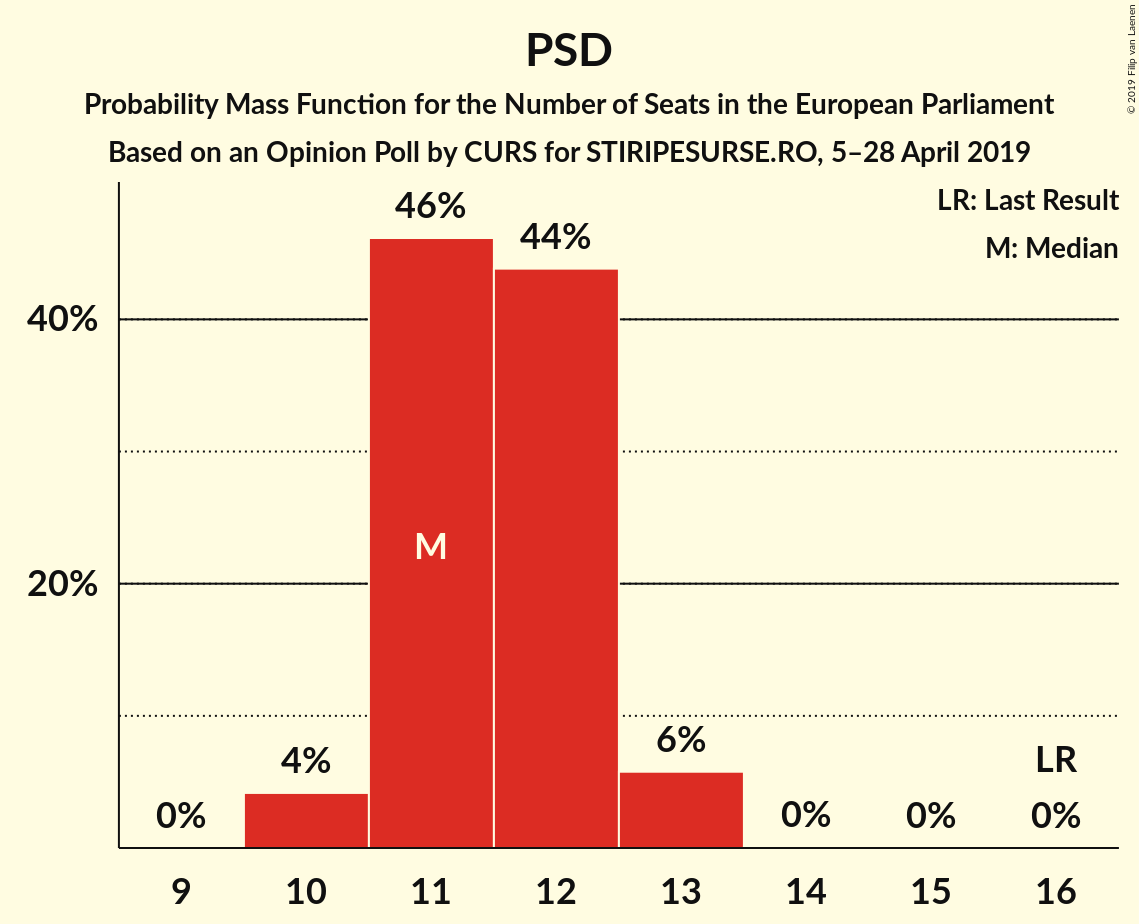 PSD
Probability Mass Function for the Number of Seats in the European Parliament
Based on an Opinion Poll by CURS for STIRIPESURSE.RO, 5–28 April 2019
© 2019 Filip van Laenen
LR: Last Result
M: Median
46%
44%
40%
M
20%
6%
4%
LR
0%
0%
0%
0%
9 10 11 12 13 14 15 16